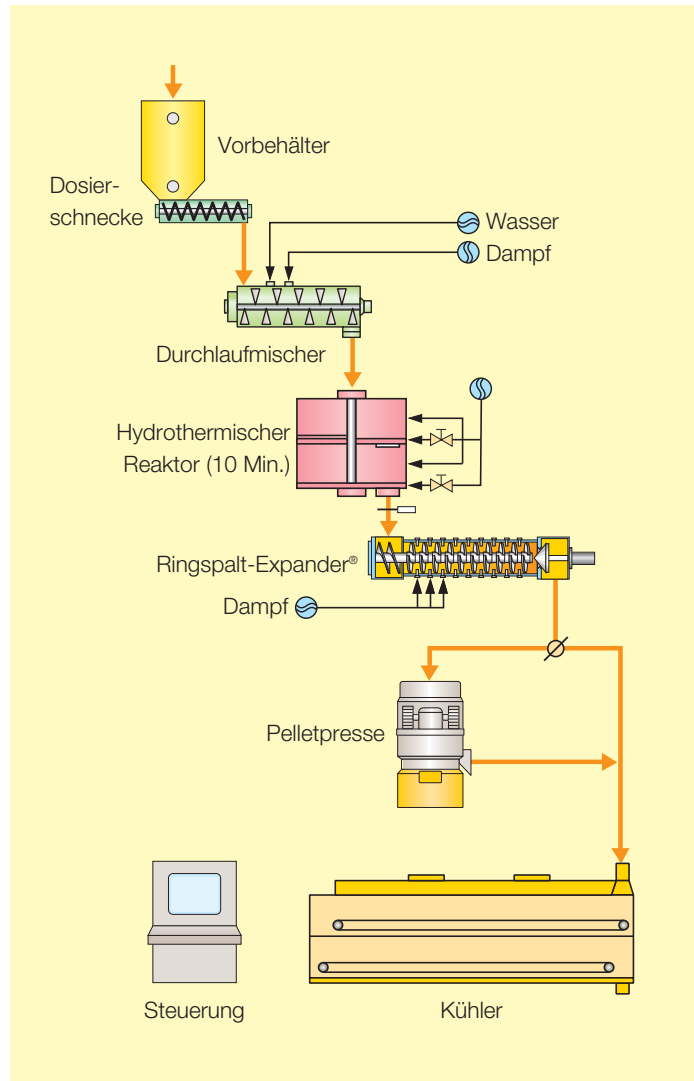 Vorbehälter
Dosier-
schnecke
Wasser
Dampf
Durchlaufmischer
Hydrothermischer
Reaktor (10 Min.)
Ringspalt-Expander®
Dampf
Pelletpresse
Steuerung
Kühler